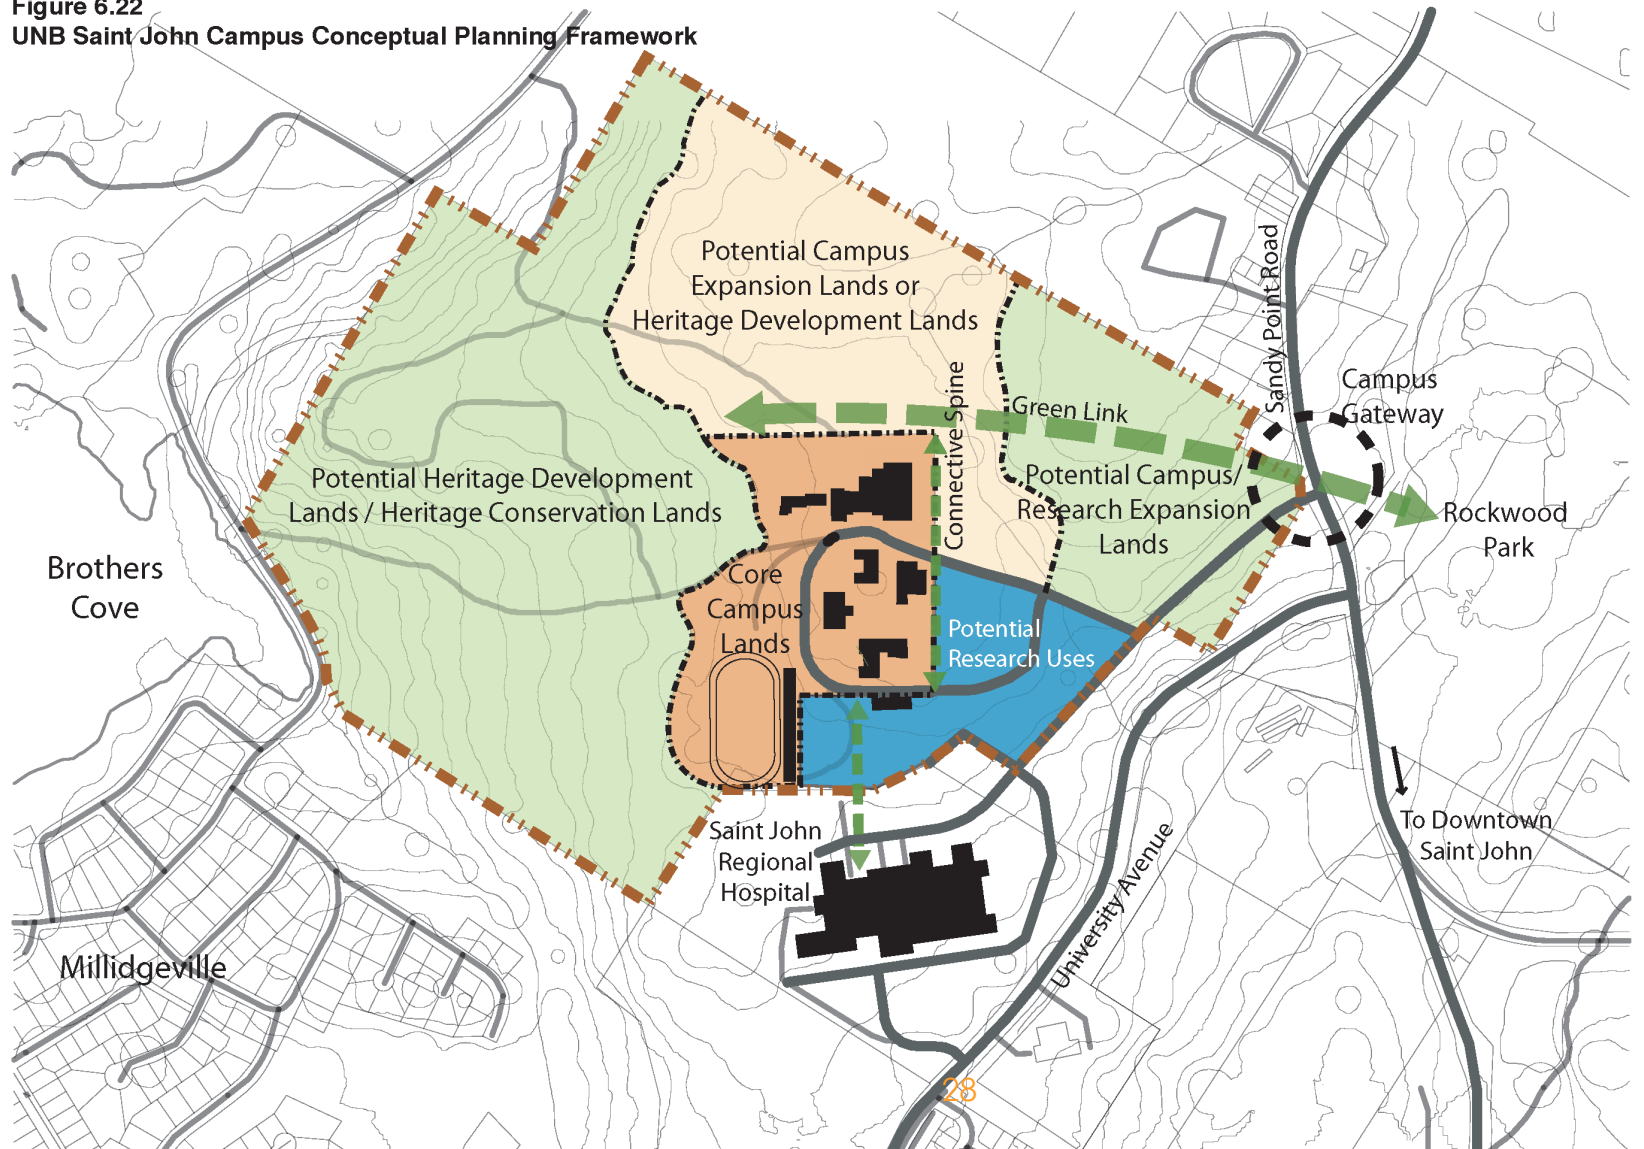 Figure 6.22
UNB Saint John Campus Conceptual Planning Framework
Potential Campus
Expansion Lands or
Heritage Development Lands
Sandy Point Road
Campus
Gateway
Connective Spine
Green Link
Potential Heritage Development
Lands / Heritage Conservation Lands
Potential Campus/
Research Expansion
Lands
Rockwood
Park
Brothers
Cove
Core
Campus
Lands
Potential
Research Uses
Saint John
Regional
Hospital
To Downtown
Saint John
University Avenue
Millidgeville
28